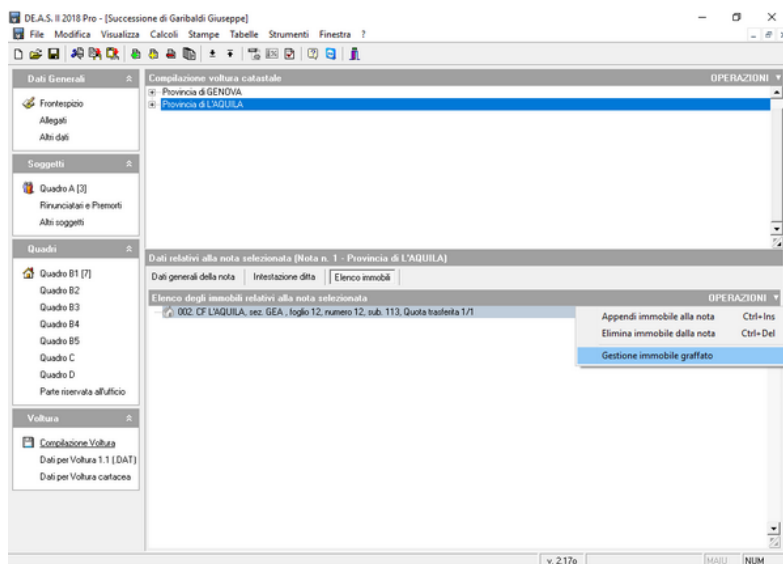 DE.A.S. II 2018 Pro - [Successione di Garibaldi Giuseppe]
File Modifica Visualizza Calcoli Stampe Tabelle Strumenti Finestra ?
Dati Generali
Frontespizio
Allegati
Altri dati
Soggetti
Quadro A [3]
Rinunciatari e Premorti
Altri soggetti
Quadri
Quadro B1 [7]
Quadro B2
Quadro B3
Quadro B4
Quadro B5
Quadro C
Quadro D
Parte riservata all'ufficio
Voltura
Compilazione Voltura
Dati per Voltura 1.1 (.DAT)
Dati per Voltura cartacea
Compilazione voltura catastale OPERAZIONI
Provincia di GENOVA
Provincia di L'AQUILA
Dati relativi alla nota selezionata (Nota n. 1 - Provincia di L'AQUILA)
Dati generali della nota Intestazione ditta Elenco immobili
Elenco degli immobili relativi alla nota selezionata OPERAZIONI
002. CF L'AQUILA, sez. GEA , foglio 12, numero 12, sub. 113, Quota trasferita 1/1
Appendi immobile alla nota Ctrl+Ins
Elimina immobile dalla nota Ctrl+Del
Gestione immobile graffato
v. 2.17o MAIU NUM